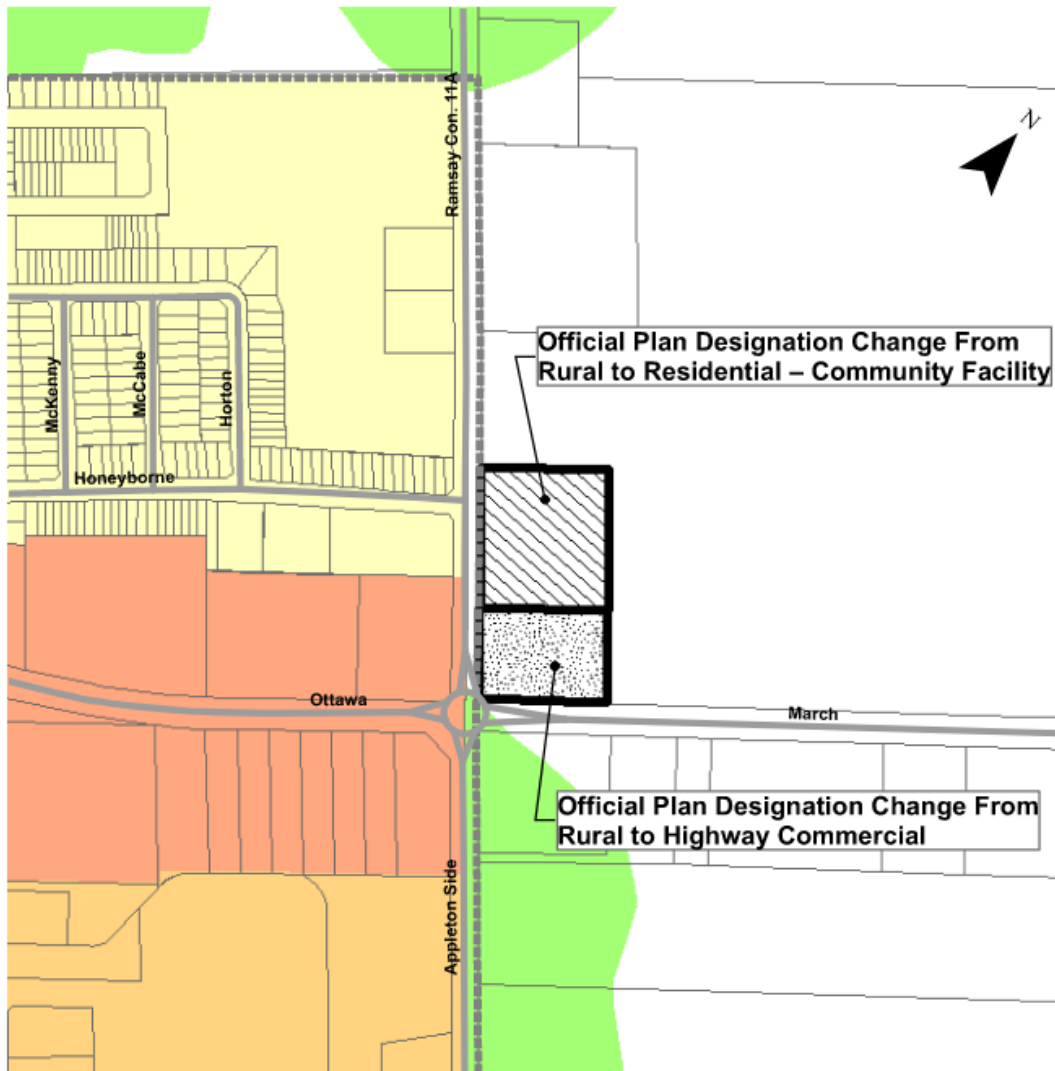 Ramsay Con. 11A
N
Official Plan Designation Change From
Rural to Residential – Community Facility
McKenny
McCabe
Horton
Honeyborne
Ottawa
March
Official Plan Designation Change From
Rural to Highway Commercial
Appleton Side